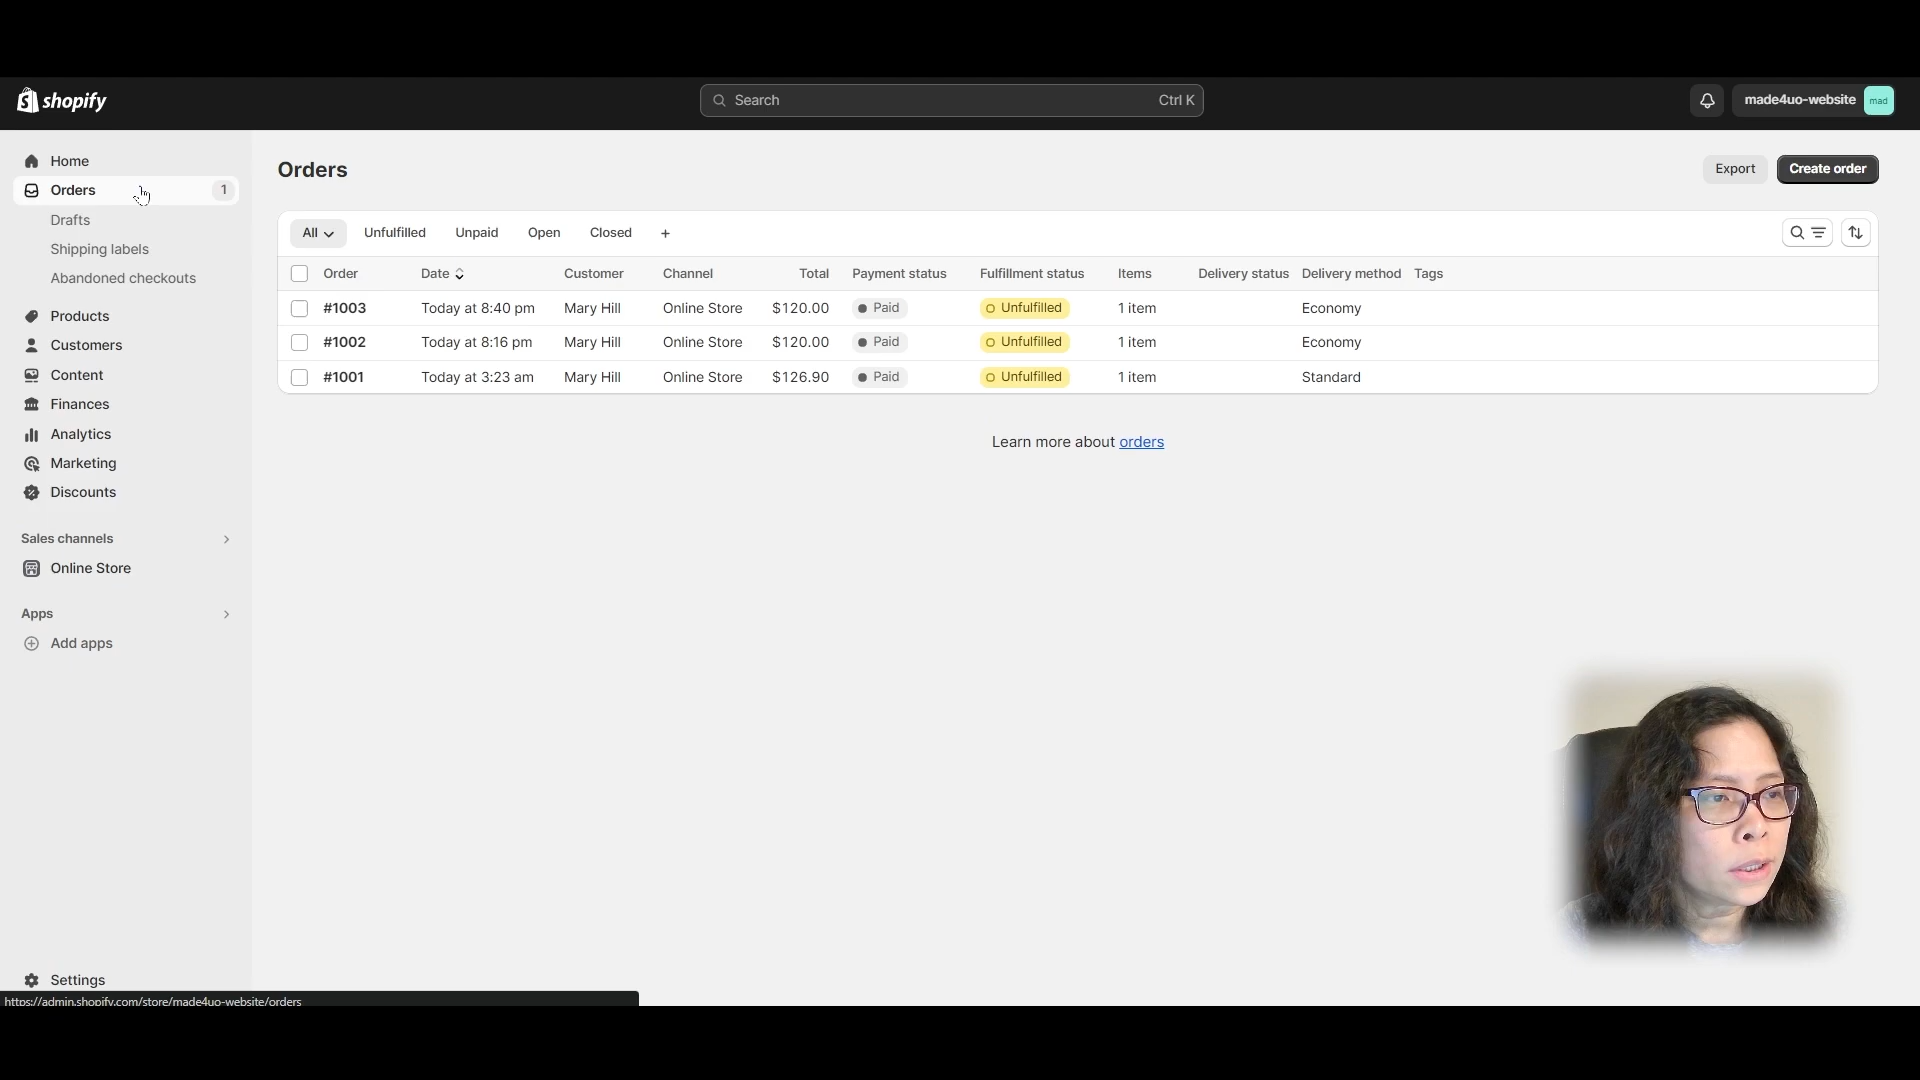 shopify
Search Ctrl K
made4uo-website mad
Home
Orders 1
Drafts
Shipping labels
Abandoned checkouts
Products
Customers
Content
Finances
Analytics
Marketing
Discounts
Sales channels
Online Store
Apps
Add apps
Settings
https://admin.shopify.com/store/made4uo-website/orders
Orders
Export Create order
All Unfulfilled Unpaid Open Closed +
Order Date Customer Channel Total Payment status Fulfillment status Items Delivery status Delivery method Tags
#1003 Today at 8:40 pm Mary Hill Online Store $120.00 Paid Unfulfilled 1 item Economy
#1002 Today at 8:16 pm Mary Hill Online Store $120.00 Paid Unfulfilled 1 item Economy
#1001 Today at 3:23 am Mary Hill Online Store $126.90 Paid Unfulfilled 1 item Standard
Learn more about orders